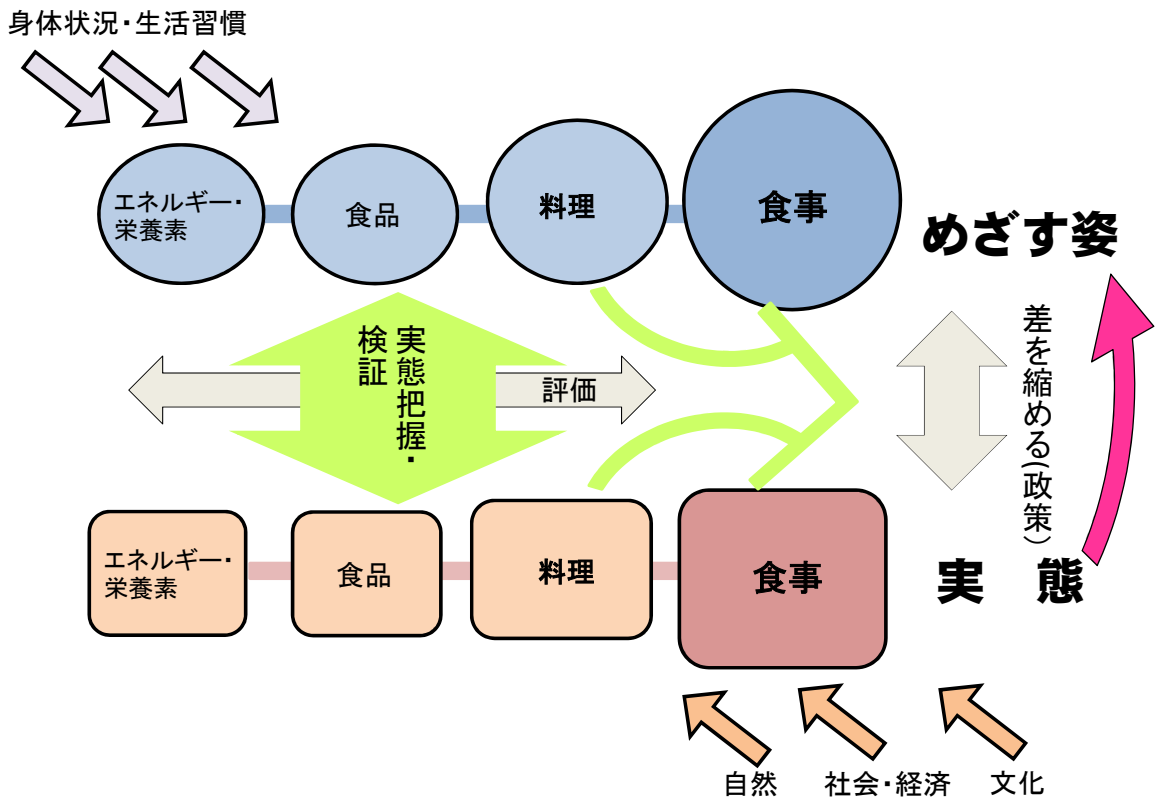 身体状況・生活習慣
エネルギー・
栄養素
食品
料理
食事
めざす姿
実態把握・
検証
評価
差を縮める(政策)
エネルギー・
栄養素
食品
料理
食事
実 態
自然
社会・経済
文化